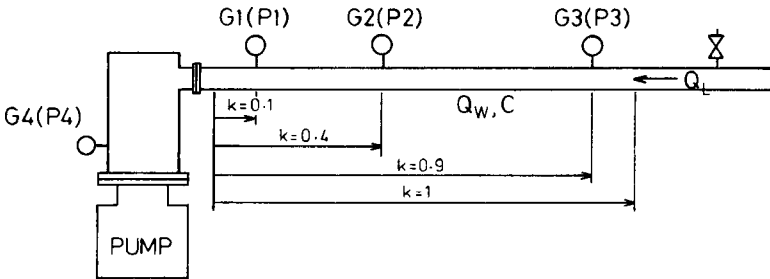 G1(P1)
G2(P2)
G3(P3)
Q_L
G4(P4)
k=0.1
Q_W, C
k=0.4
k=0.9
k=1
PUMP